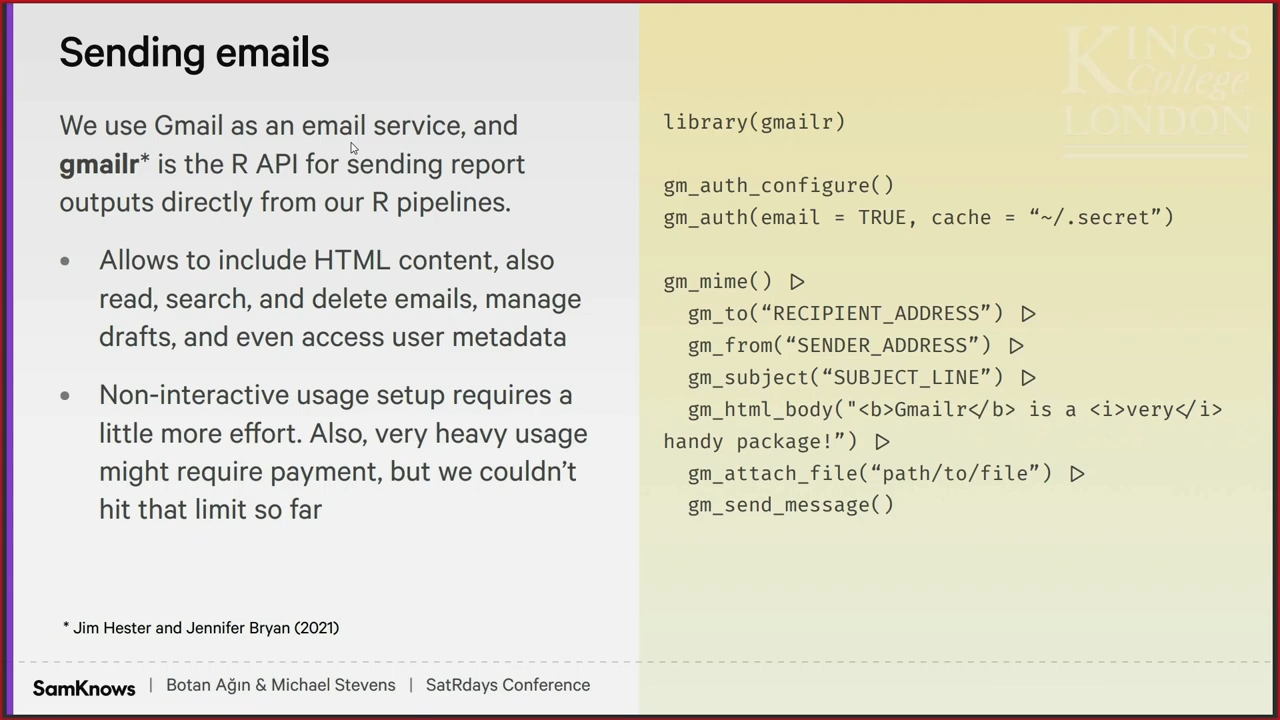 Sending emails
We use Gmail as an email service, and
gmailr* is the R API for sending report
outputs directly from our R pipelines.
• Allows to include HTML content, also
read, search, and delete emails, manage
drafts, and even access user metadata
• Non-interactive usage setup requires a
little more effort. Also, very heavy usage
might require payment, but we couldn’t
hit that limit so far
* Jim Hester and Jennifer Bryan (2021)
SamKnows | Botan Ağın & Michael Stevens | SatRdays Conference
KING'S
College
LONDON
library(gmailr)
gm_auth_configure()
gm_auth(email = TRUE, cache = “~/.secret”)
gm_mime() |>
gm_to(“RECIPIENT_ADDRESS”) |>
gm_from(“SENDER_ADDRESS”) |>
gm_subject(“SUBJECT_LINE”) |>
gm_html_body("<b>Gmailr</b> is a <i>very</i>
handy package!”) |>
gm_attach_file(“path/to/file”) |>
gm_send_message()